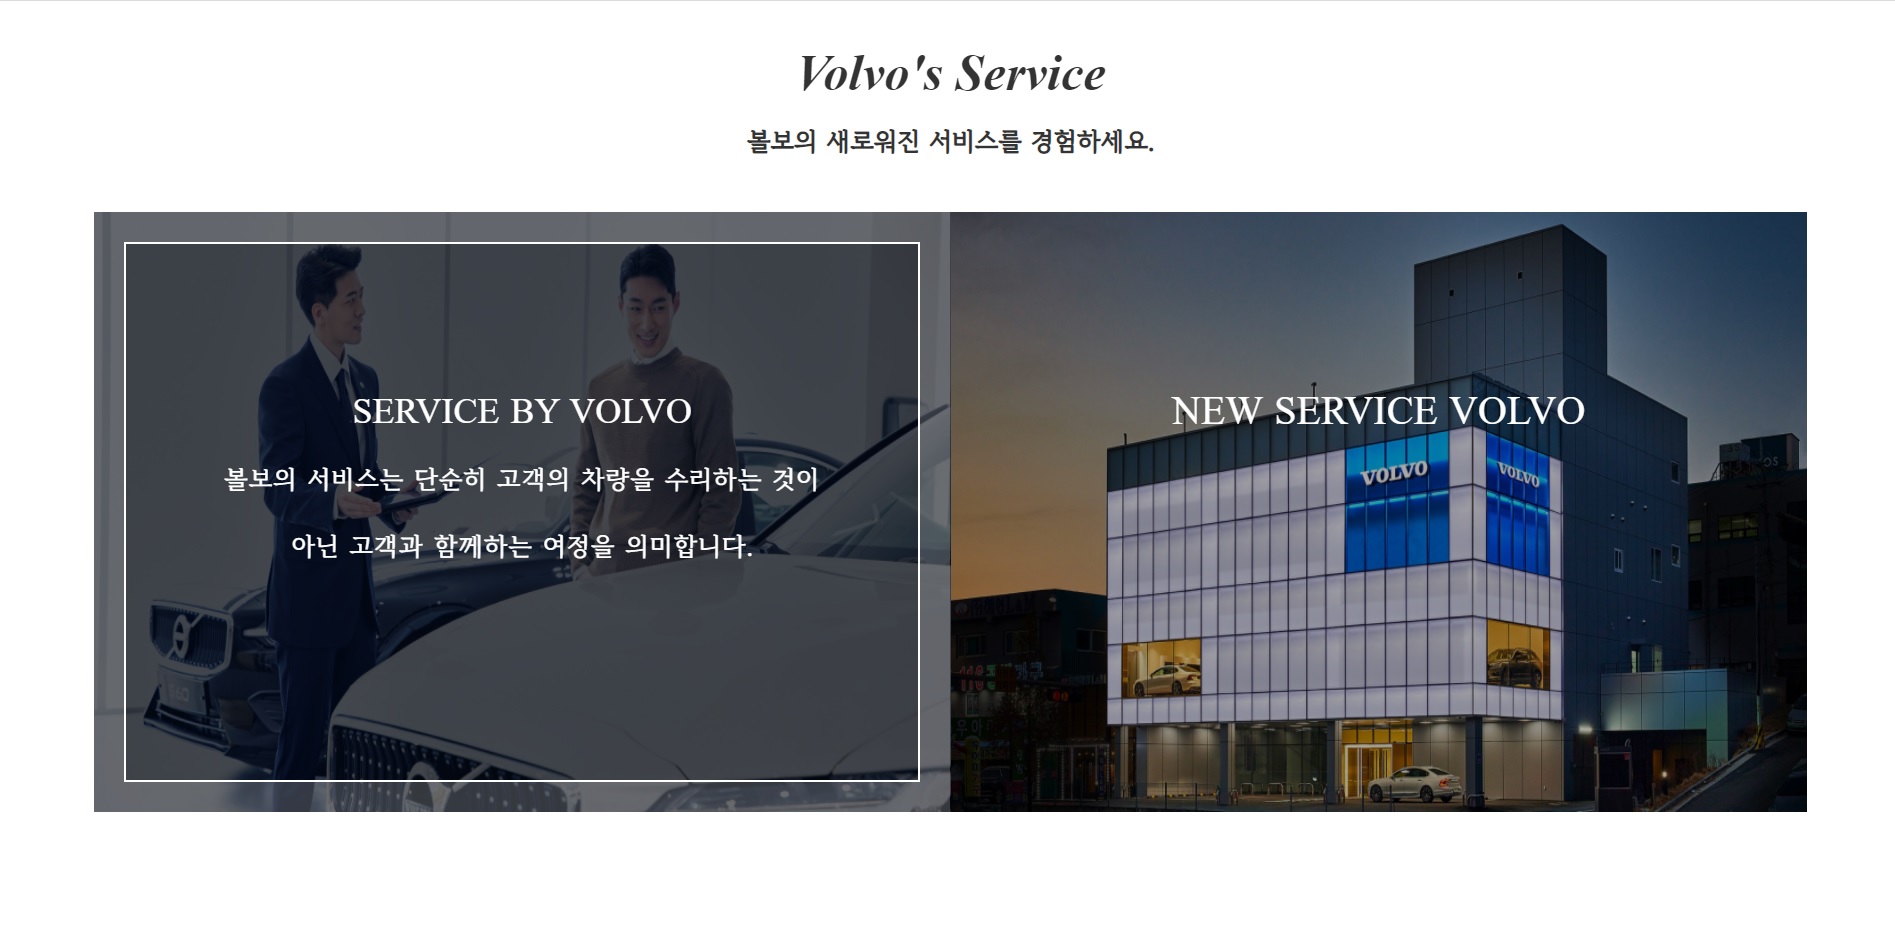 Volvo's Service
볼보의 새로워진 서비스를 경험하세요.
SERVICE BY VOLVO
볼보의 서비스는 단순히 고객의 차량을 수리하는 것이
아닌 고객과 함께하는 여정을 의미합니다.
NEW SERVICE VOLVO
VOLVO
VOLVO